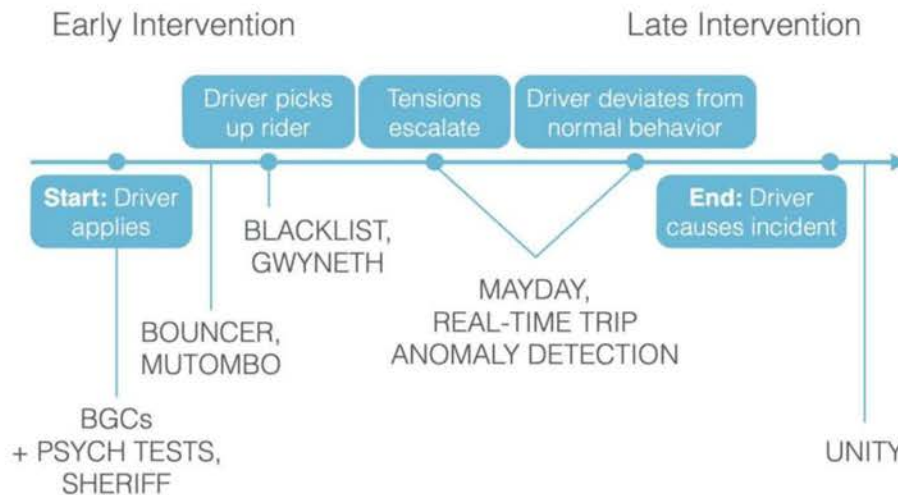 Early Intervention
Late Intervention
Driver picks
up rider
Tensions
escalate
Driver deviates from
normal behavior
Start: Driver
applies
End: Driver
causes incident
BLACKLIST,
GWYNETH
BOUNCER,
MUTOMBO
MAYDAY,
REAL-TIME TRIP
ANOMALY DETECTION
BGCs
+ PSYCH TESTS,
SHERIFF
UNITY